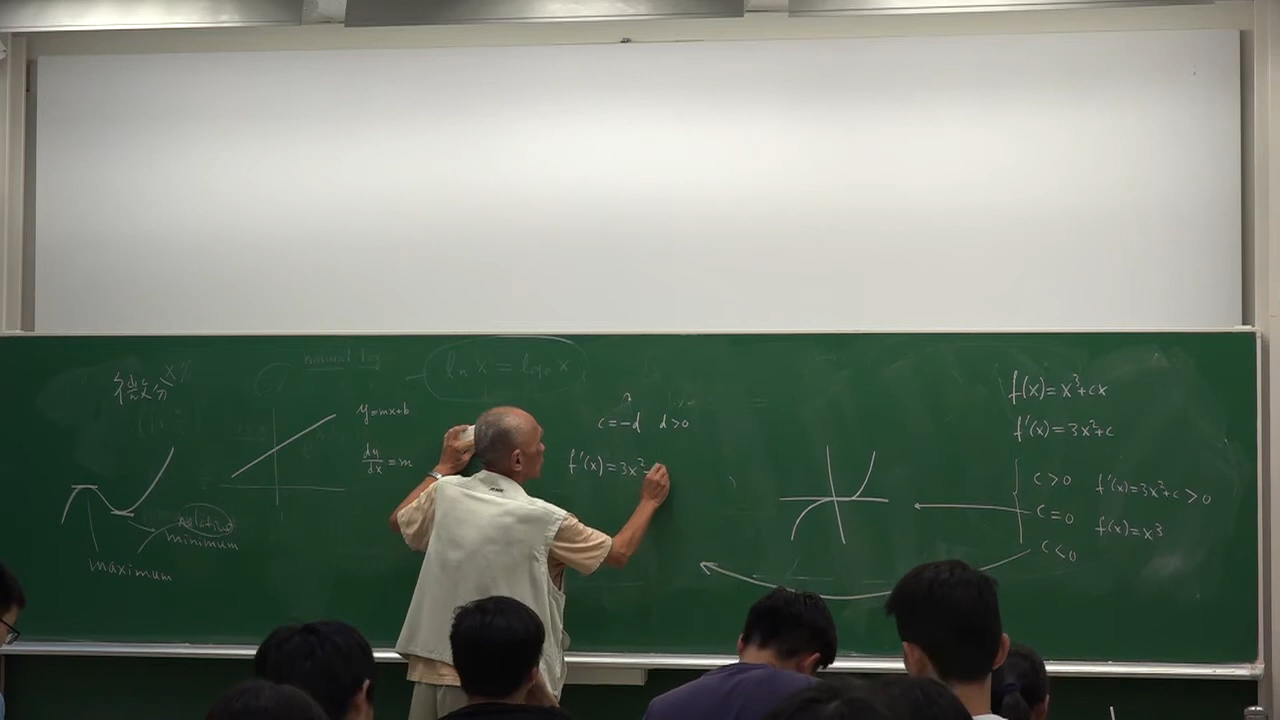 微分
x%
natural log
ln x = log x
y=mx+b
dy/dx = m
relative
minimum
maximum
c=-d d>0
f'(x)=3x²-
f(x)=x³+cx
f'(x)=3x²+c
c>0 f'(x)=3x²+c>0
c=0 f(x)=x³
c<0